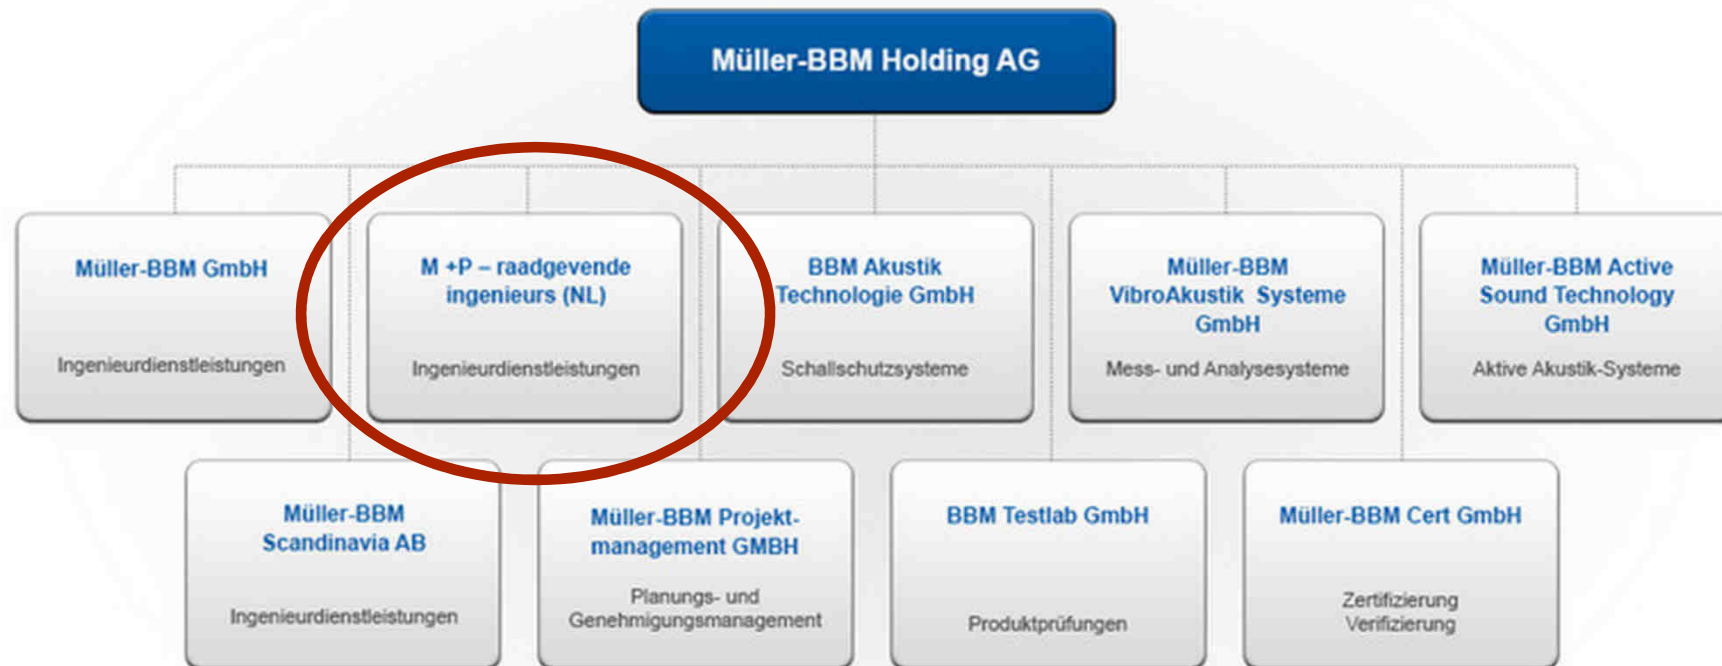 Müller-BBM Holding AG
Müller-BBM GmbH
Ingenieurdienstleistungen
M +P – raadgevende
ingenieurs (NL)
Ingenieurdienstleistungen
BBM Akustik
Technologie GmbH
Schallschutzsysteme
Müller-BBM
VibroAkustik Systeme
GmbH
Mess- und Analysesysteme
Müller-BBM Active
Sound Technology
GmbH
Aktive Akustik-Systeme
Müller-BBM
Scandinavia AB
Ingenieurdienstleistungen
Müller-BBM Projekt-
management GMBH
Planungs- und
Genehmigungsmanagement
BBM Testlab GmbH
Produktprüfungen
Müller-BBM Cert GmbH
Zertifizierung
Verifizierung